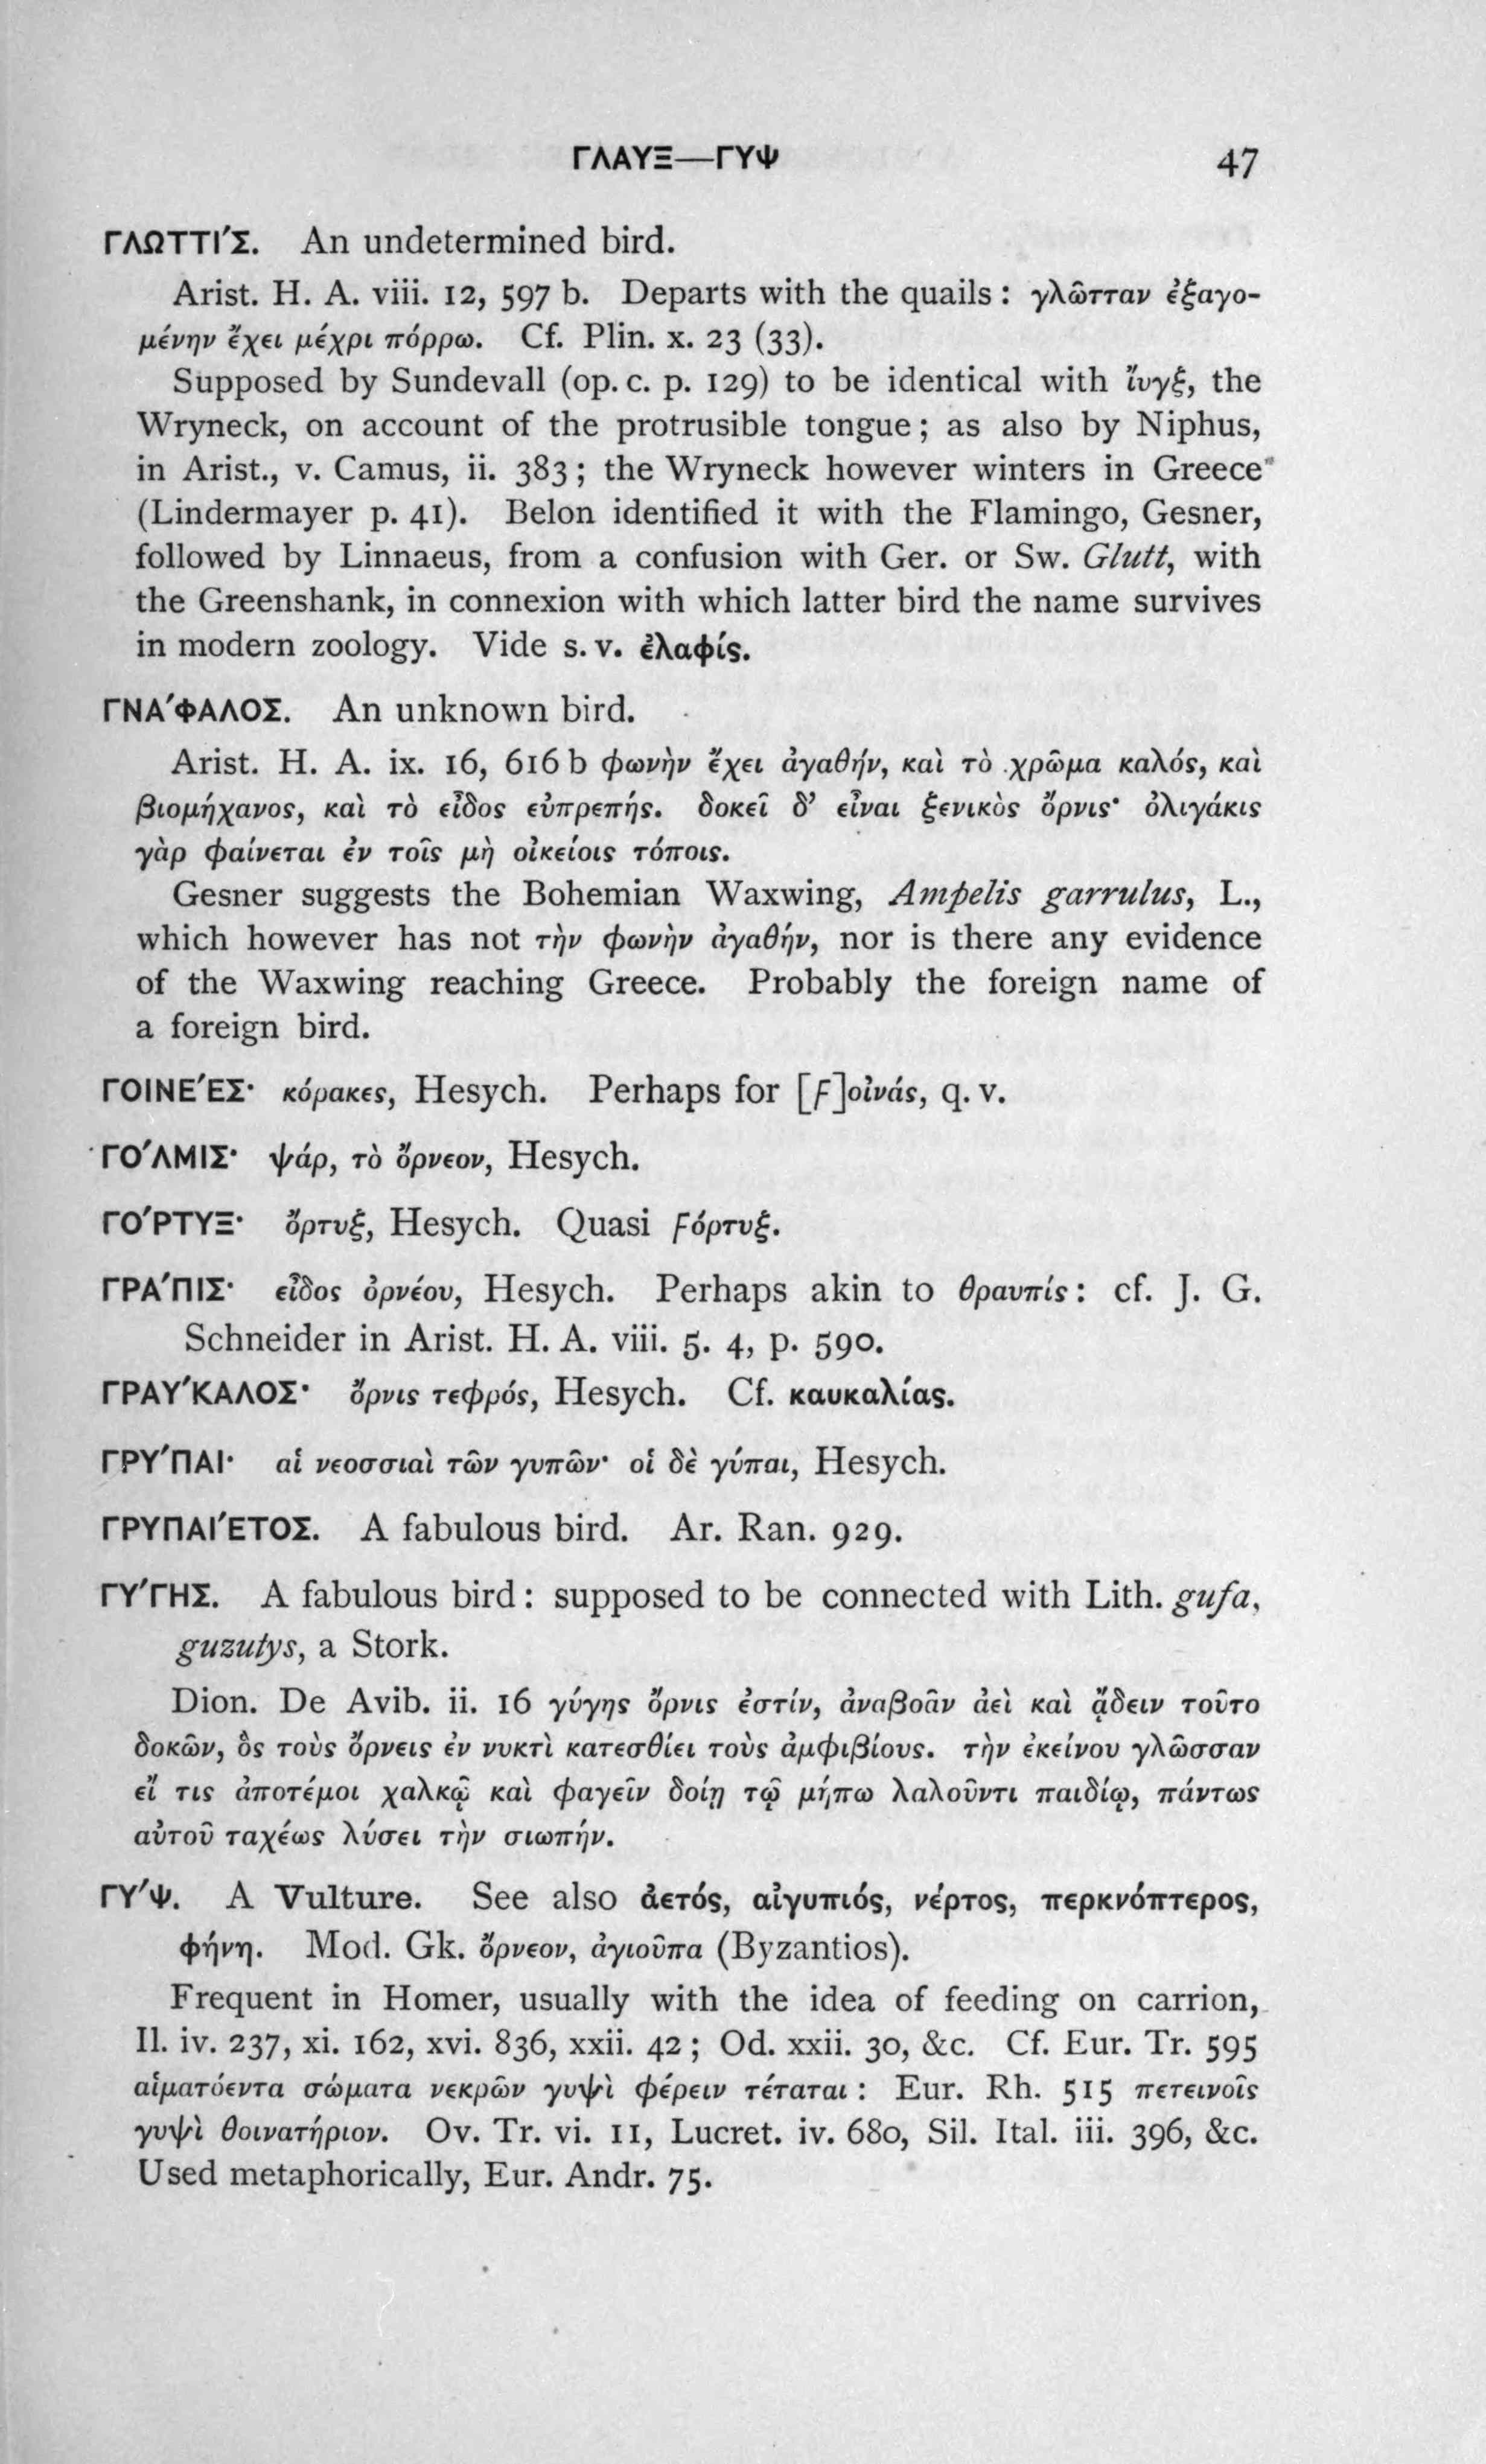 ΓΛΑΥΞ—ΓΥΨ 47
ΓΛΩΤΤΙ΄Σ. An undetermined bird.
Arist. H. A. viii. 12, 597 b. Departs with the quails : γλῶτταν ἐξαγο-
μένην ἔχει μέχρι πόρρω. Cf. Plin. x. 23 (33).
Supposed by Sundevall (op. c. p. 129) to be identical with ἴυγξ, the
Wryneck, on account of the protrusible tongue ; as also by Niphus,
in Arist., v. Camus, ii. 383 ; the Wryneck however winters in Greece
(Lindermayer p. 41). Belon identified it with the Flamingo, Gesner,
followed by Linnaeus, from a confusion with Ger. or Sw. Glutt, with
the Greenshank, in connexion with which latter bird the name survives
in modern zoology. Vide s. v. ἐλαφίς.
ΓΝΑ΄ΦΑΛΟΣ. An unknown bird.
Arist. H. A. ix. 16, 616 b φωνὴν ἔχει ἀγαθήν, καὶ τὸ χρῶμα καλός, καὶ
βιομήχανος, καὶ τὸ εἶδος εὐπρεπής. δοκεῖ δ’ εἶναι ξενικὸς ὄρνις· ὀλιγάκις
γὰρ φαίνεται ἐν τοῖς μὴ οἰκείοις τόποις.
Gesner suggests the Bohemian Waxwing, Ampelis garrulus, L.,
which however has not τὴν φωνὴν ἀγαθήν, nor is there any evidence
of the Waxwing reaching Greece. Probably the foreign name of
a foreign bird.
ΓΟΙΝΕ΄ΕΣ· κόρακες, Hesych. Perhaps for [ϝ]οἰνάς, q. v.
ΓΟ΄ΛΜΙΣ· ψάρ, τὸ ὄρνεον, Hesych.
ΓΟ΄ΡΤΥΞ· ὄρτυξ, Hesych. Quasi ϝόρτυξ.
ΓΡΑ΄ΠΙΣ· εἶδος ὀρνέου, Hesych. Perhaps akin to θραυπίς : cf. J. G.
Schneider in Arist. H. A. viii. 5. 4, p. 590.
ΓΡΑΥ΄ΚΑΛΟΣ· ὄρνις τεφρός, Hesych. Cf. καυκαλίας.
ΓΡΥ΄ΠΑΙ· αἱ νεοσσιαὶ τῶν γυπῶν· οἱ δὲ γύπαι, Hesych.
ΓΡΥΠΑΙ΄ΕΤΟΣ. A fabulous bird. Ar. Ran. 929.
ΓΥ΄ΓΗΣ. A fabulous bird : supposed to be connected with Lith. gufa,
guzutys, a Stork.
Dion. De Avib. ii. 16 γύγης ὄρνις ἐστίν, ἀναβοᾶν ἀεὶ καὶ ᾄδειν τοῦτο
δοκῶν, ὃς τοὺς ὄρνεις ἐν νυκτὶ κατεσθίει τοὺς ἀμφιβίους. τὴν ἐκείνου γλῶσσαν
εἴ τις ἀποτέμοι χαλκῷ καὶ φαγεῖν δοίῃ τῷ μήπω λαλοῦντι παιδίῳ, πάντως
αὐτοῦ ταχέως λύσει τὴν σιωπήν.
ΓΥ΄Ψ. A Vulture. See also ἀετός, αἰγυπιός, νέρτος, περκνόπτερος,
φήνη. Mod. Gk. ὄρνεον, ἀγιοῦπα (Byzantios).
Frequent in Homer, usually with the idea of feeding on carrion,
Il. iv. 237, xi. 162, xvi. 836, xxii. 42 ; Od. xxii. 30, &c. Cf. Eur. Tr. 595
αἱματόεντα σώματα νεκρῶν γυψὶ φέρειν τέταται : Eur. Rh. 515 πετεινοῖς
γυψὶ θοινατήριον. Ov. Tr. vi. 11, Lucret. iv. 680, Sil. Ital. iii. 396, &c.
Used metaphorically, Eur. Andr. 75.